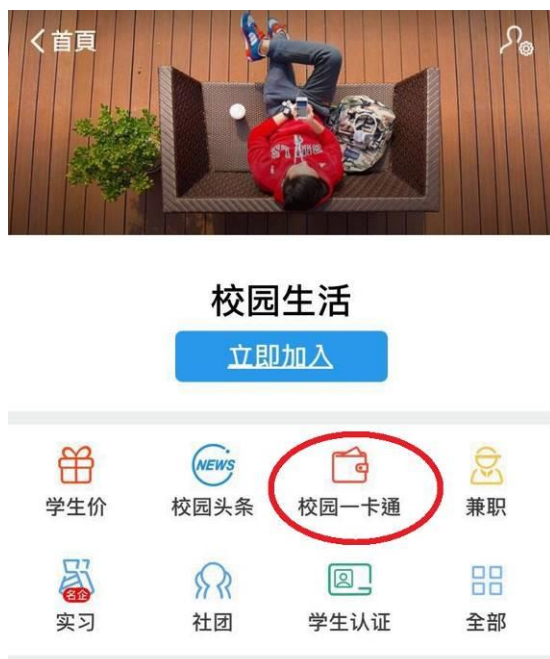 首頁
校园生活
立即加入
学生价
NEWS
校园头条
校园一卡通
兼职
名企
实习
社团
学生认证
全部